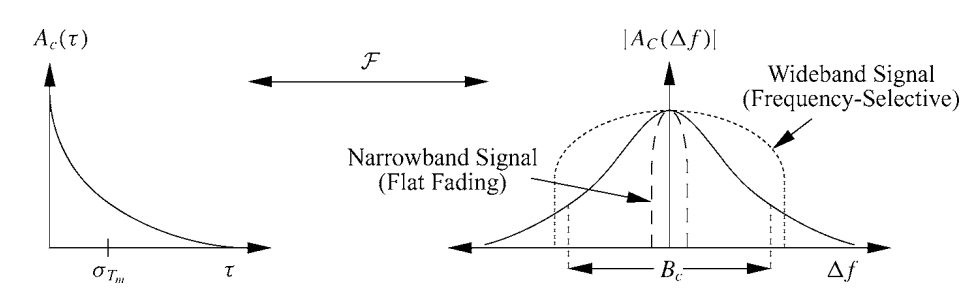 A_c(τ)
σ_{T_m}
τ
ℱ
|A_C(Δf)|
Wideband Signal
(Frequency-Selective)
Narrowband Signal
(Flat Fading)
B_c
Δf